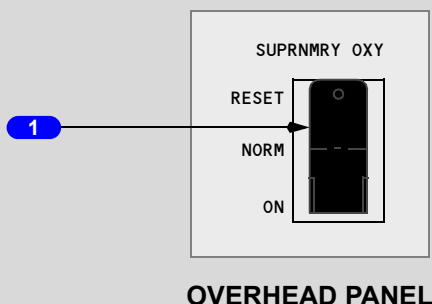 SUPRNMRY OXY
RESET
1
NORM
ON
OVERHEAD PANEL